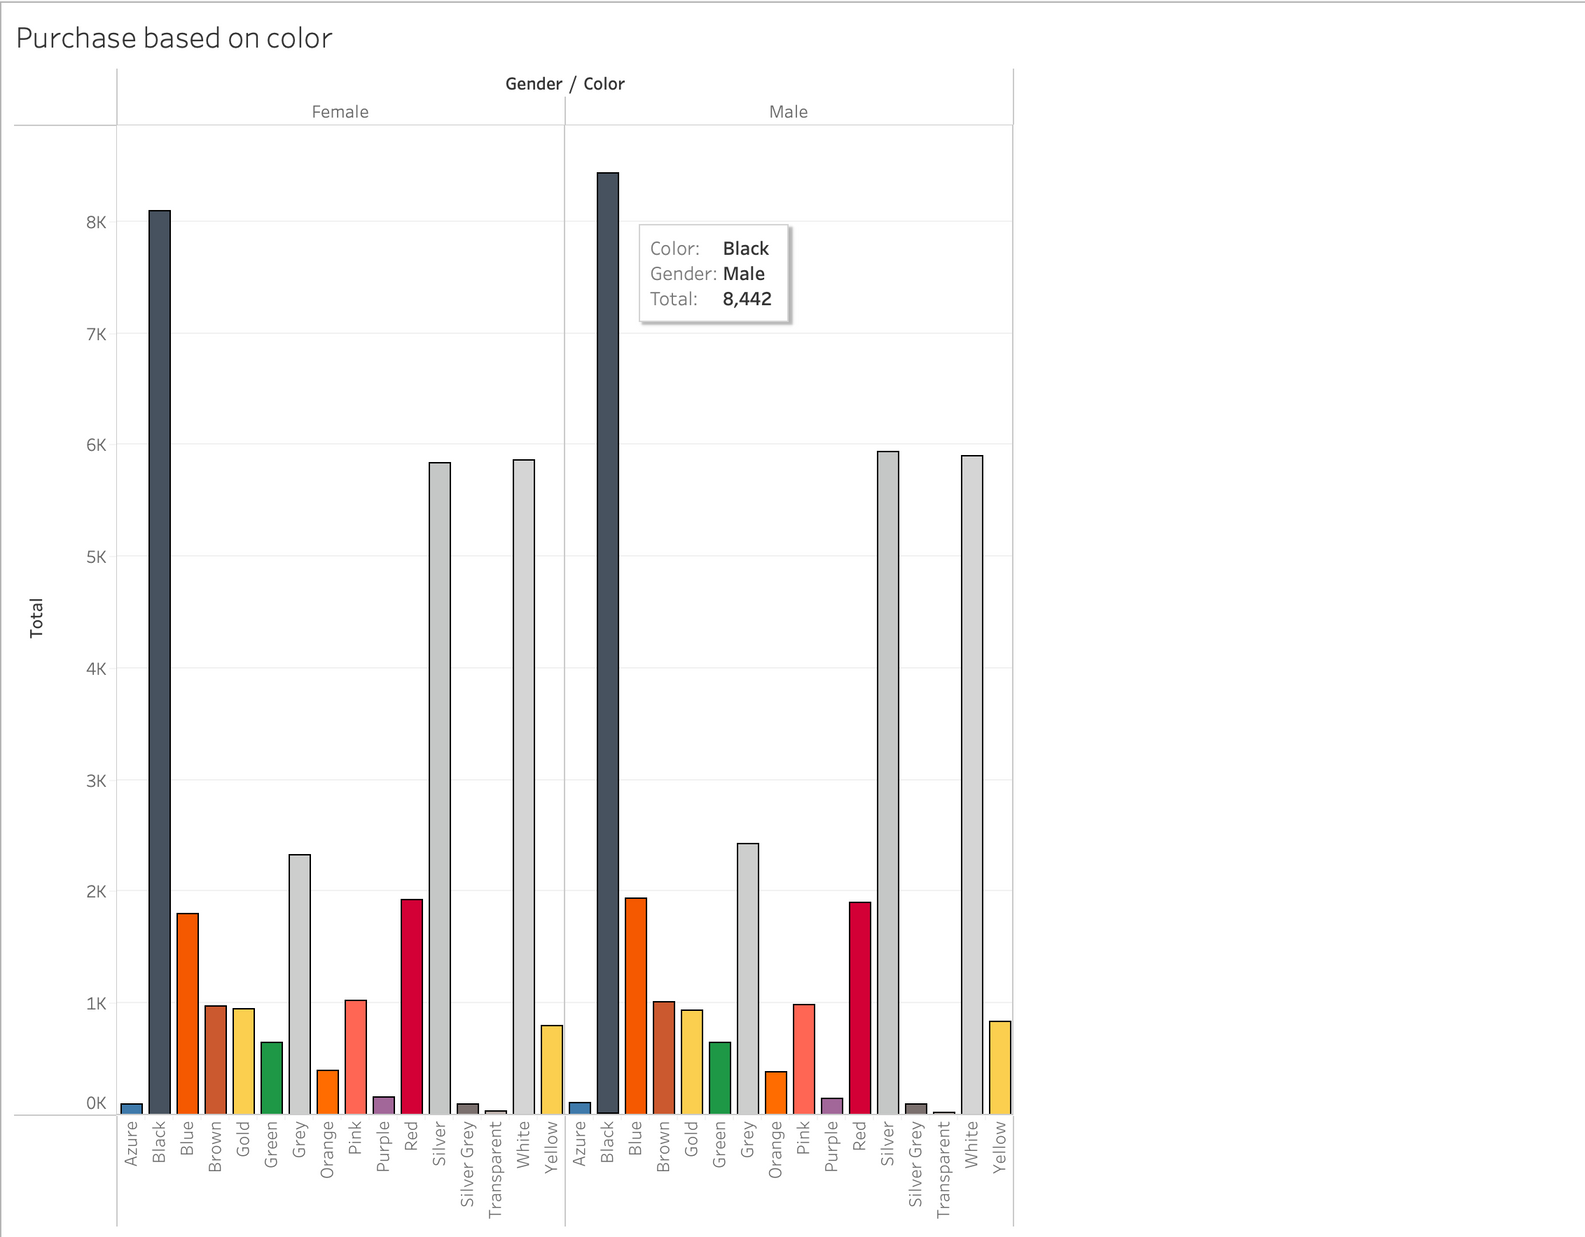 Purchase based on color
Gender / Color
Female
Male
8K
Color: Black
Gender: Male
Total: 8,442
7K
6K
5K
Total
4K
3K
2K
1K
0K
Azure Black Blue Brown Gold Green Grey Orange Pink Purple Red Silver Silver Grey Transparent White Yellow Azure Black Blue Brown Gold Green Grey Orange Pink Purple Red Silver Silver Grey Transparent White Yellow